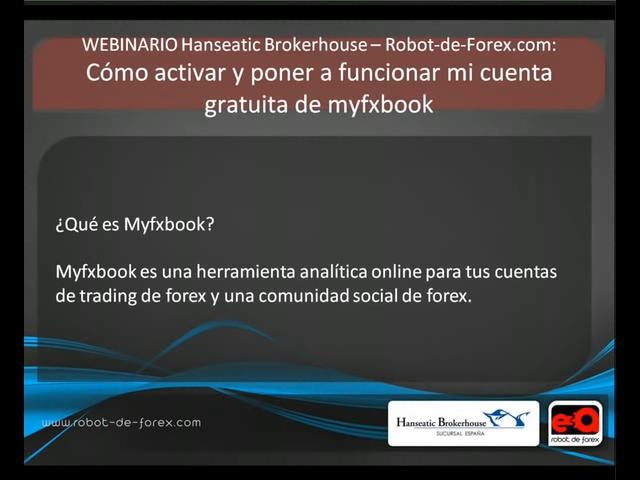 WEBINARIO Hanseatic Brokerhouse – Robot-de-Forex.com:
Cómo activar y poner a funcionar mi cuenta
gratuita de myfxbook
¿Qué es Myfxbook?
Myfxbook es una herramienta analítica online para tus cuentas
de trading de forex y una comunidad social de forex.
www.robot-de-forex.com
Hanseatic Brokerhouse
SUCURSAL ESPAÑA
robot de forex